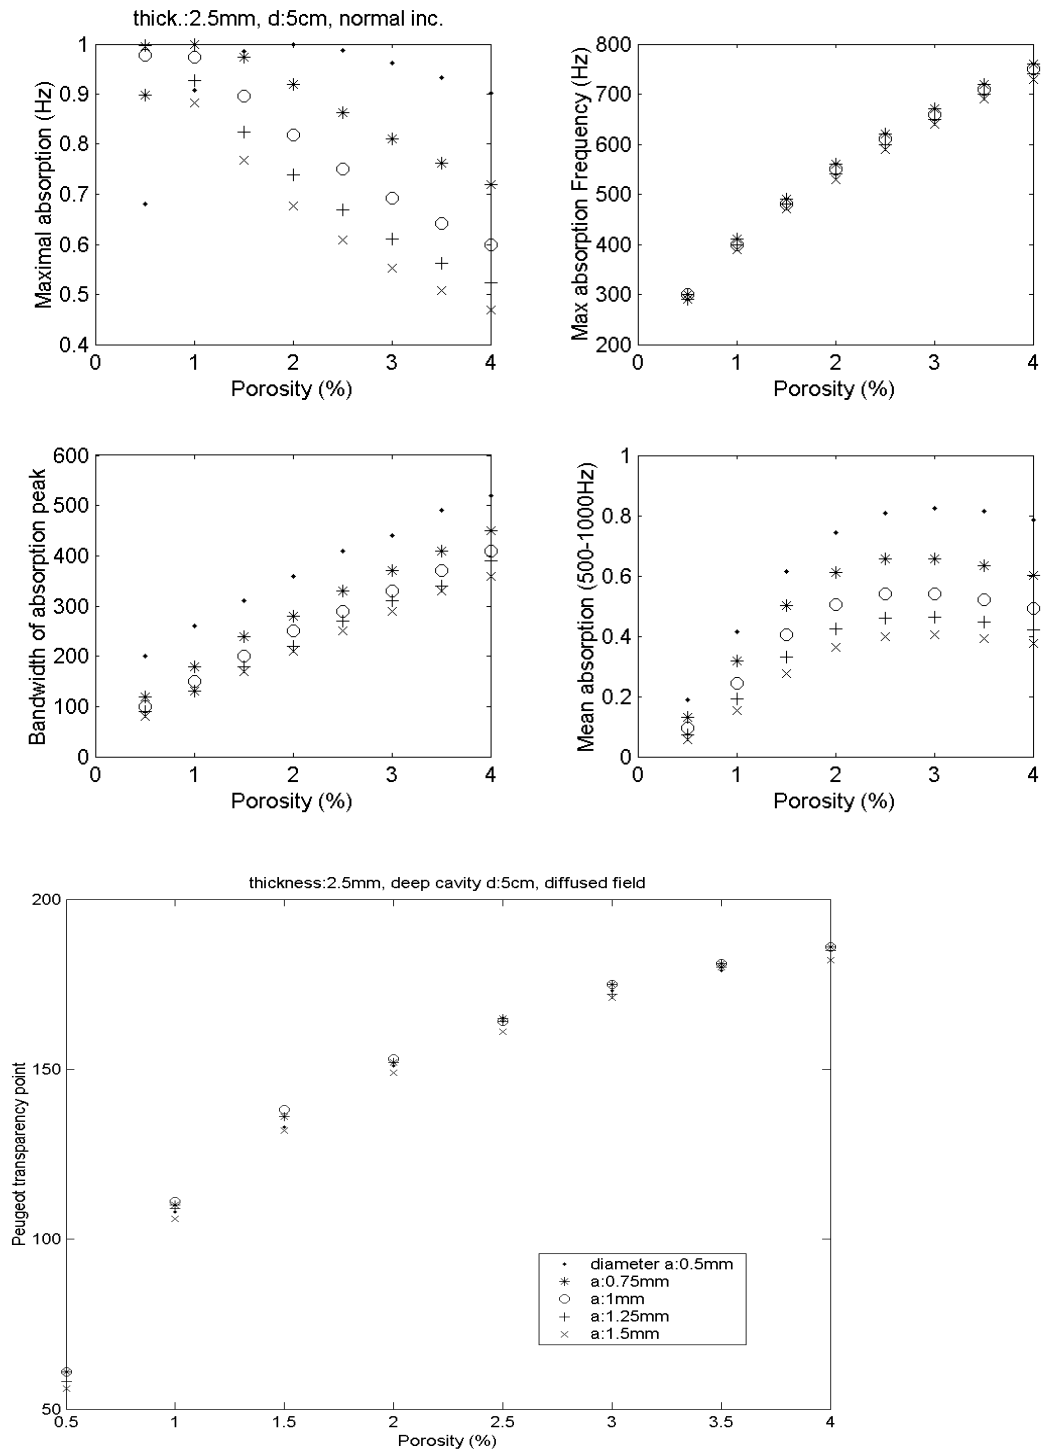 thick.:2.5mm, d:5cm, normal inc.
1
0.9
0.8
0.7
0.6
0.5
0.4
0 1 2 3 4
Maximal absorption (Hz)
Porosity (%)
800
700
600
500
400
300
200
0 1 2 3 4
Max absorption Frequency (Hz)
Porosity (%)
600
500
400
300
200
100
0
0 1 2 3 4
Bandwidth of absorption peak
Porosity (%)
1
0.8
0.6
0.4
0.2
0
0 1 2 3 4
Mean absorption (500-1000Hz)
Porosity (%)
thickness:2.5mm, deep cavity d:5cm, diffused field
200
150
100
50
0.5 1 1.5 2 2.5 3 3.5 4
Peugeot transparency point
Porosity (%)
diameter a:0.5mm
a:0.75mm
a:1mm
a:1.25mm
a:1.5mm